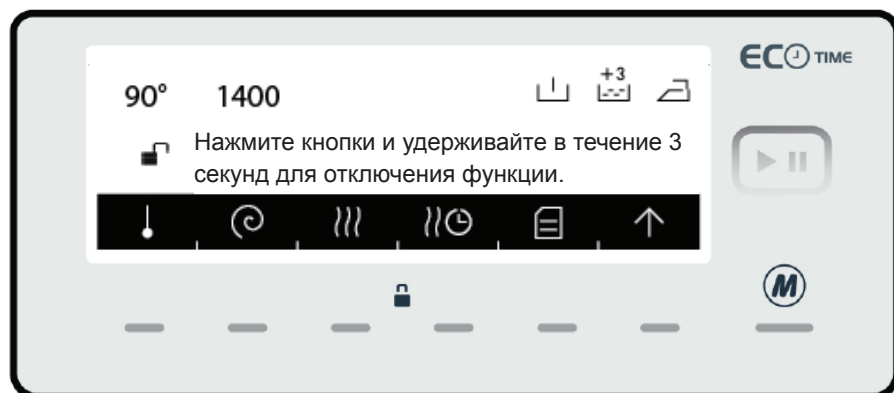 ECO TIME
90° 1400 +3
Нажмите кнопки и удерживайте в течение 3
секунд для отключения функции.
M